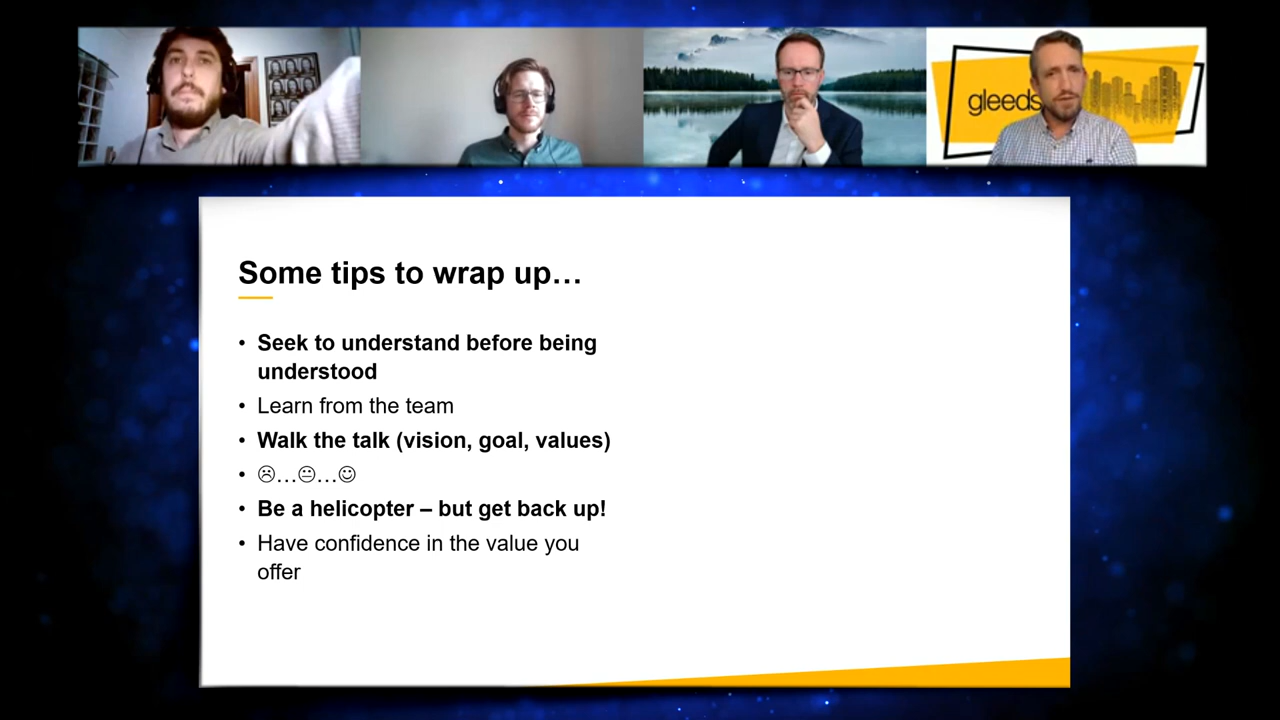 gleeds
Some tips to wrap up…
• Seek to understand before being
understood
• Learn from the team
• Walk the talk (vision, goal, values)
• ☹…😐…☺
• Be a helicopter – but get back up!
• Have confidence in the value you
offer